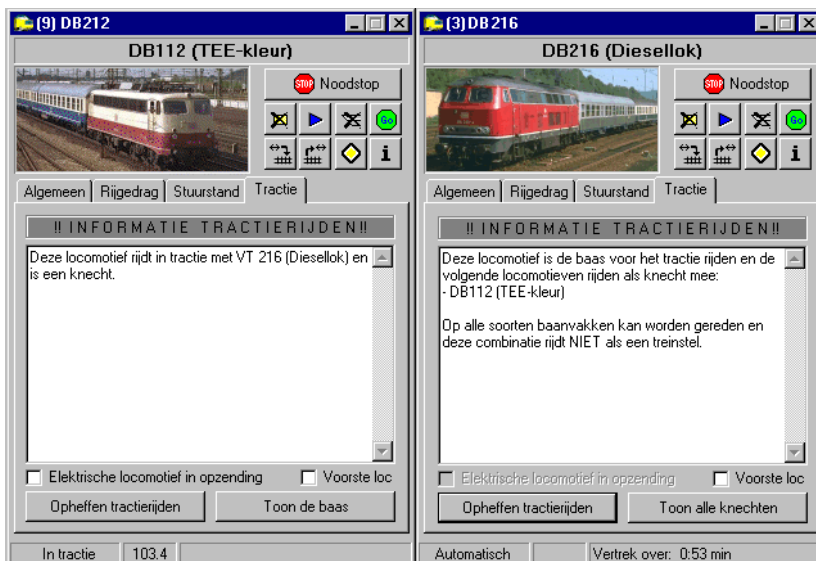 (9) DB212
DB112 (TEE-kleur)
STOP Noodstop
Go
i
Algemeen Rijgedrag Stuurstand Tractie
!! INFORMATIE TRACTIERIJDEN!!
Deze locomotief rijdt in tractie met VT 216 (Diesellok) en
is een knecht.
Elektrische locomotief in opzending Voorste loc
Opheffen tractierijden Toon de baas
In tractie 103.4
(3) DB216
DB216 (Diesellok)
STOP Noodstop
Go
i
Algemeen Rijgedrag Stuurstand Tractie
!! INFORMATIE TRACTIERIJDEN!!
Deze locomotief is de baas voor het tractie rijden en de
volgende locomotieven rijden als knecht mee:
- DB112 (TEE-kleur)
Op alle soorten baanvakken kan worden gereden en
deze combinatie rijdt NIET als een treinstel.
Elektrische locomotief in opzending Voorste loc
Opheffen tractierijden Toon alle knechten
Automatisch Vertrek over: 0:53 min